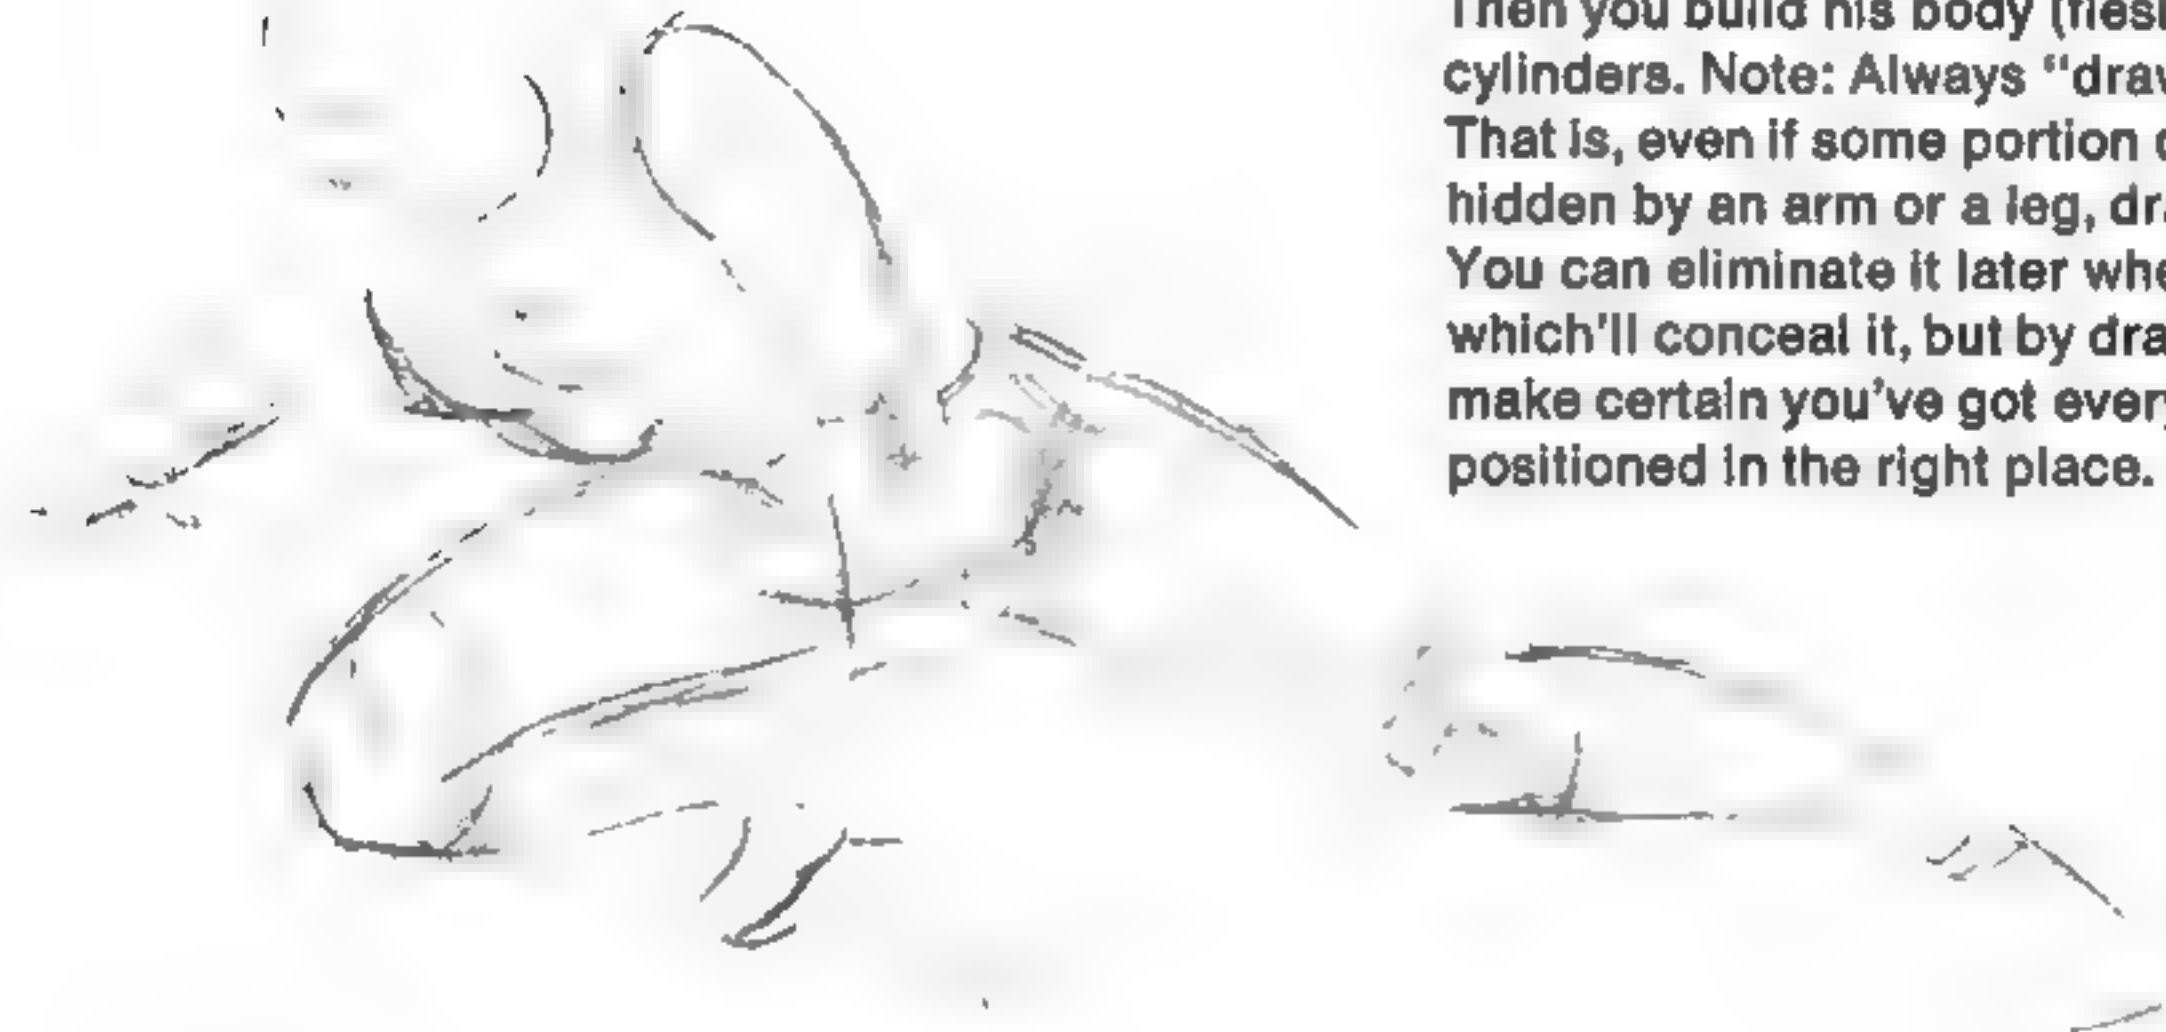 Then you build his body (flesh
cylinders. Note: Always “draw
That is, even if some portion
hidden by an arm or a leg,
You can eliminate it later
which'll conceal it, but by
make certain you've got
positioned in the right place.